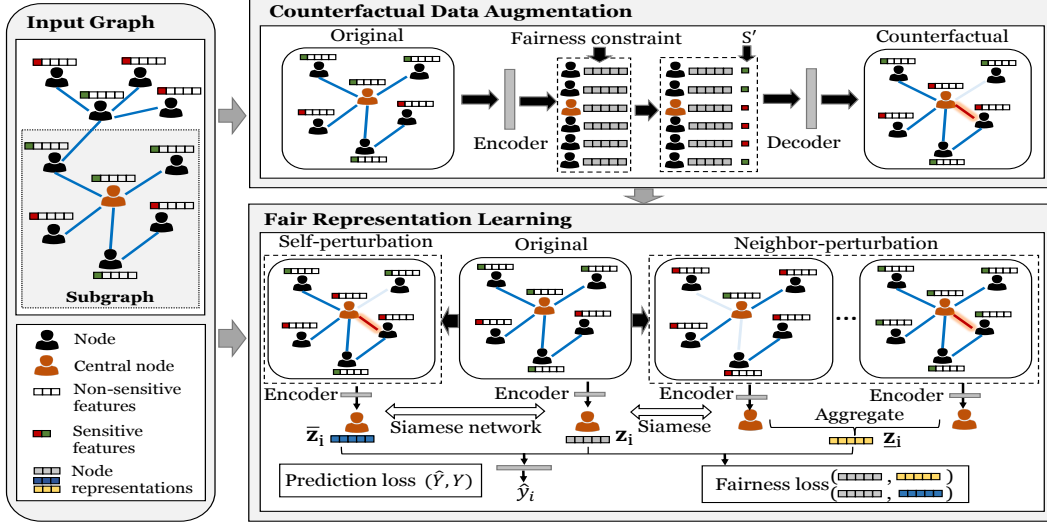 Input Graph
Subgraph
Node
Central node
Non-sensitive
features
Sensitive
features
Node
representations
Counterfactual Data Augmentation
Original
Fairness constraint
S′
Counterfactual
Encoder
Decoder
Fair Representation Learning
Self-perturbation
Original
Neighbor-perturbation
...
Encoder
Encoder
Encoder
Encoder
Siamese network
Siamese
Aggregate
z̅ᵢ
zᵢ
z̲ᵢ
Prediction loss (Ŷ, Y)
ŷᵢ
Fairness loss( , )
( , )